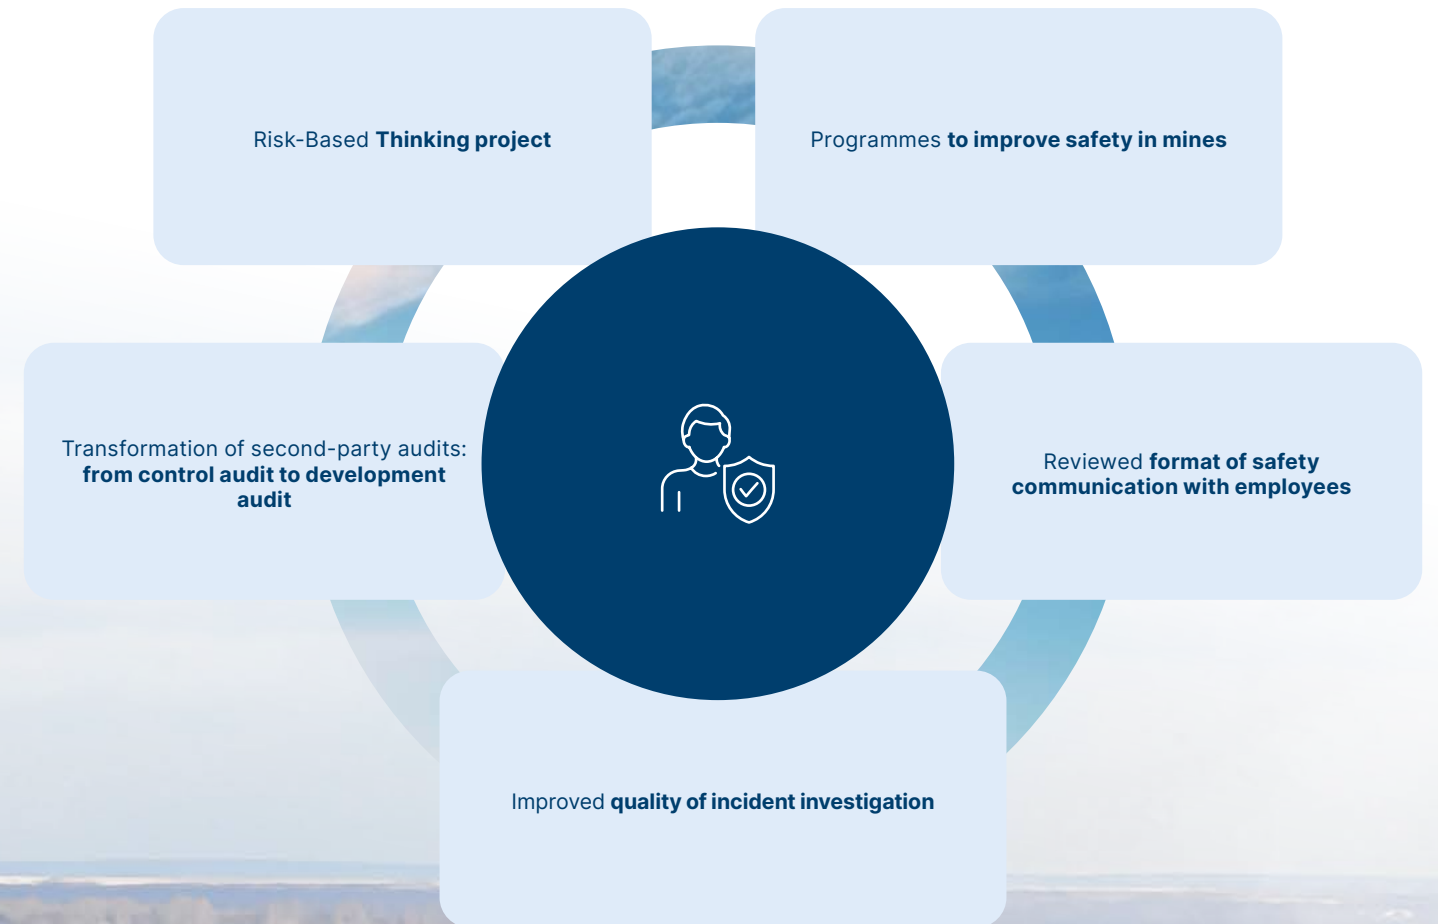 Risk-Based Thinking project
Programmes to improve safety in mines
Transformation of second-party audits:
from control audit to development
audit
Reviewed format of safety
communication with employees
Improved quality of incident investigation